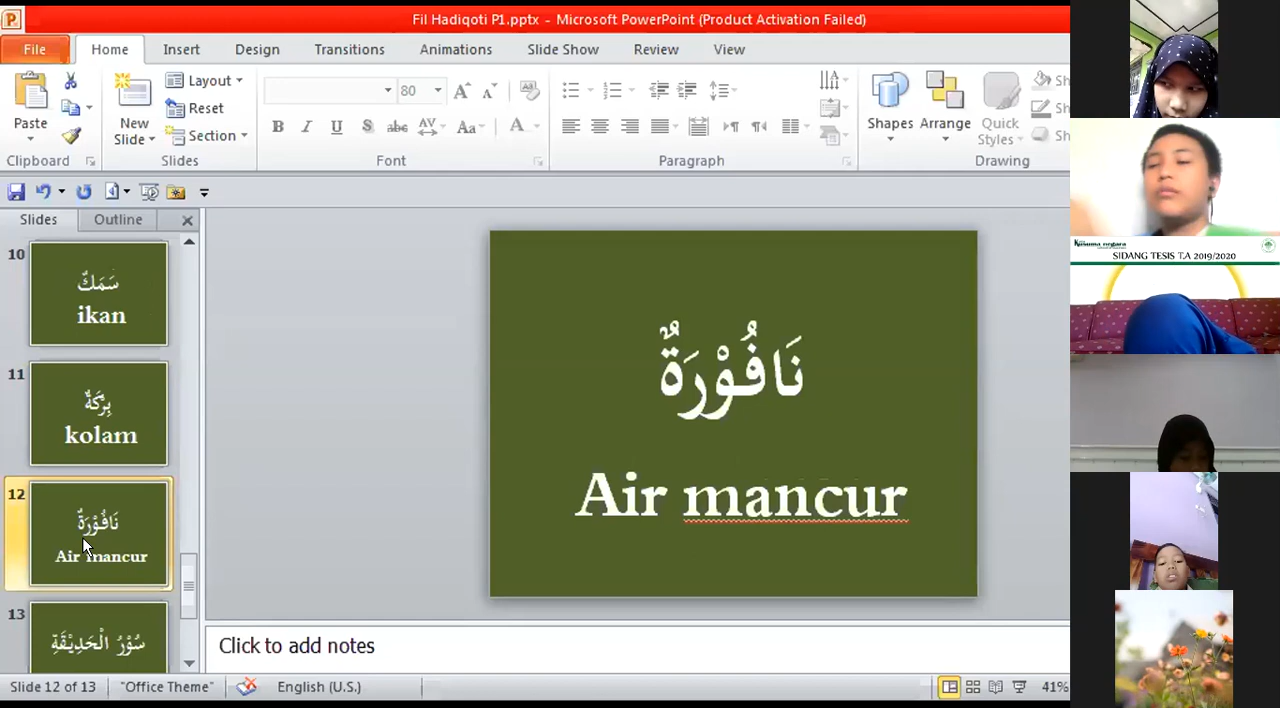 Fil Hadiqoti P1.pptx - Microsoft PowerPoint (Product Activation Failed)
File Home Insert Design Transitions Animations Slide Show Review View
Paste
New Slide
Layout
Reset
Section
80
Shapes
Arrange
Quick Styles
Sh
Sh
Sh
Clipboard
Slides
Font
Paragraph
Drawing
Slides Outline
10
سَمَكٌ
ikan
11
بِرْكَةٌ
kolam
12
نَافُوْرَةٌ
Air mancur
13
سُوْرُ الْحَدِيْقَةِ
نَافُوْرَةٌ
Air mancur
Click to add notes
Slide 12 of 13
"Office Theme"
English (U.S.)
41%
SIDANG TESIS T.A 2019/2020